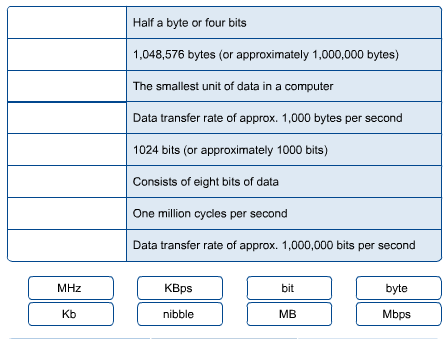 Half a byte or four bits
1,048,576 bytes (or approximately 1,000,000 bytes)
The smallest unit of data in a computer
Data transfer rate of approx. 1,000 bytes per second
1024 bits (or approximately 1000 bits)
Consists of eight bits of data
One million cycles per second
Data transfer rate of approx. 1,000,000 bits per second
MHz KBps bit byte
Kb nibble MB Mbps